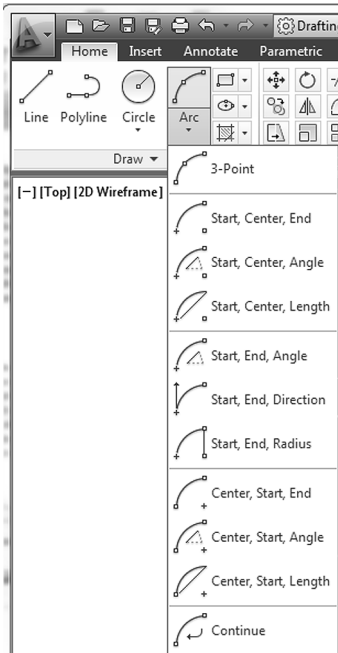 Drafting
Home Insert Annotate Parametric
Line Polyline Circle Arc
Draw
[−] [Top] [2D Wireframe]
3-Point
Start, Center, End
Start, Center, Angle
Start, Center, Length
Start, End, Angle
Start, End, Direction
Start, End, Radius
Center, Start, End
Center, Start, Angle
Center, Start, Length
Continue